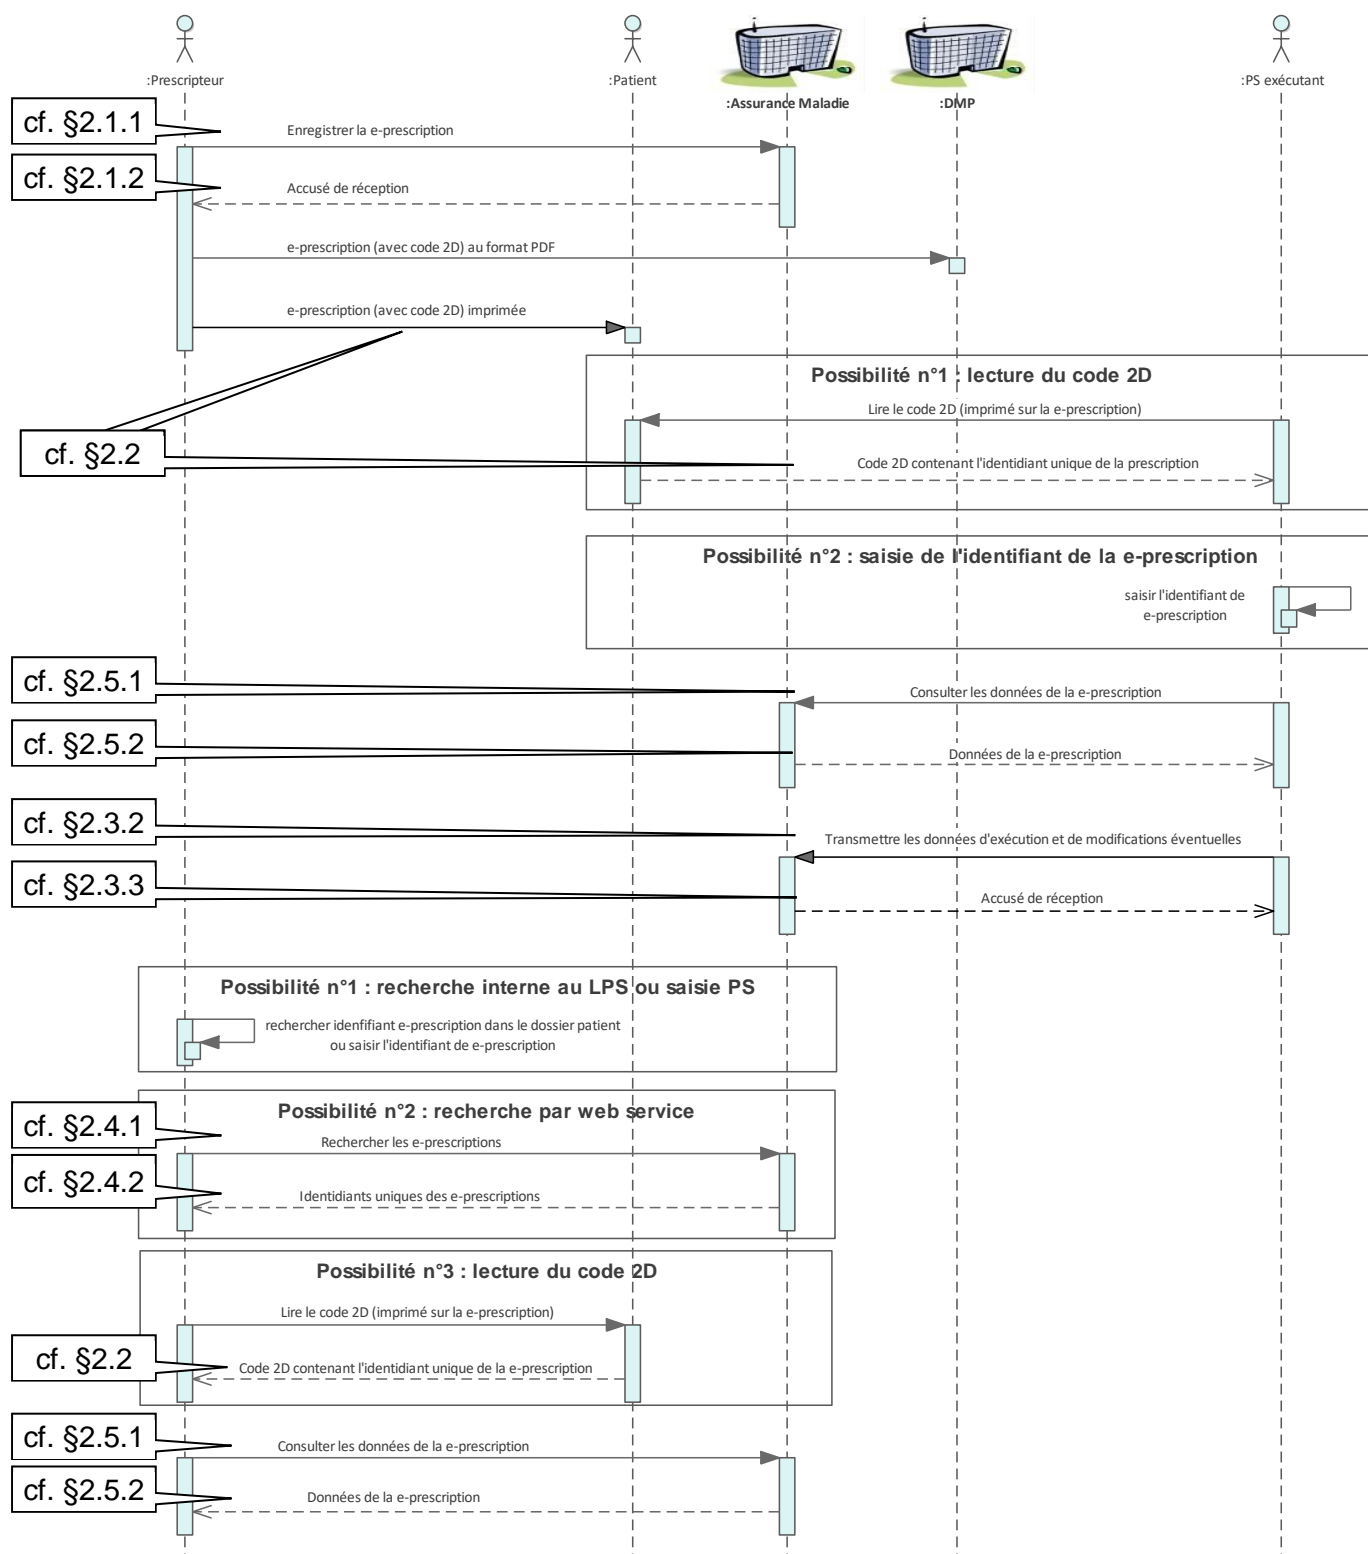 :Prescripteur
:Patient
:Assurance Maladie
:DMP
:PS exécutant
cf. §2.1.1
Enregistrer la e-prescription
cf. §2.1.2
Accusé de réception
e-prescription (avec code 2D) au format PDF
e-prescription (avec code 2D) imprimée
Possibilité n°1 : lecture du code 2D
Lire le code 2D (imprimé sur la e-prescription)
cf. §2.2
Code 2D contenant l'identidiant unique de la prescription
Possibilité n°2 : saisie de l'identifiant de la e-prescription
saisir l'identifiant de
e-prescription
cf. §2.5.1
Consulter les données de la e-prescription
cf. §2.5.2
Données de la e-prescription
cf. §2.3.2
Transmettre les données d'exécution et de modifications éventuelles
cf. §2.3.3
Accusé de réception
Possibilité n°1 : recherche interne au LPS ou saisie PS
rechercher idenfifiant e-prescription dans le dossier patient
ou saisir l'identifiant de e-prescription
Possibilité n°2 : recherche par web service
cf. §2.4.1
Rechercher les e-prescriptions
cf. §2.4.2
Identidiants uniques des e-prescriptions
Possibilité n°3 : lecture du code 2D
Lire le code 2D (imprimé sur la e-prescription)
cf. §2.2
Code 2D contenant l'identidiant unique de la e-prescription
cf. §2.5.1
Consulter les données de la e-prescription
cf. §2.5.2
Données de la e-prescription